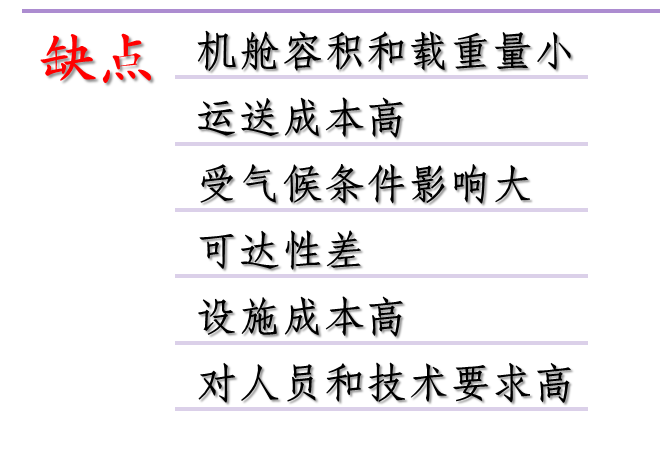 缺点
机舱容积和载重量小
运送成本高
受气候条件影响大
可达性差
设施成本高
对人员和技术要求高